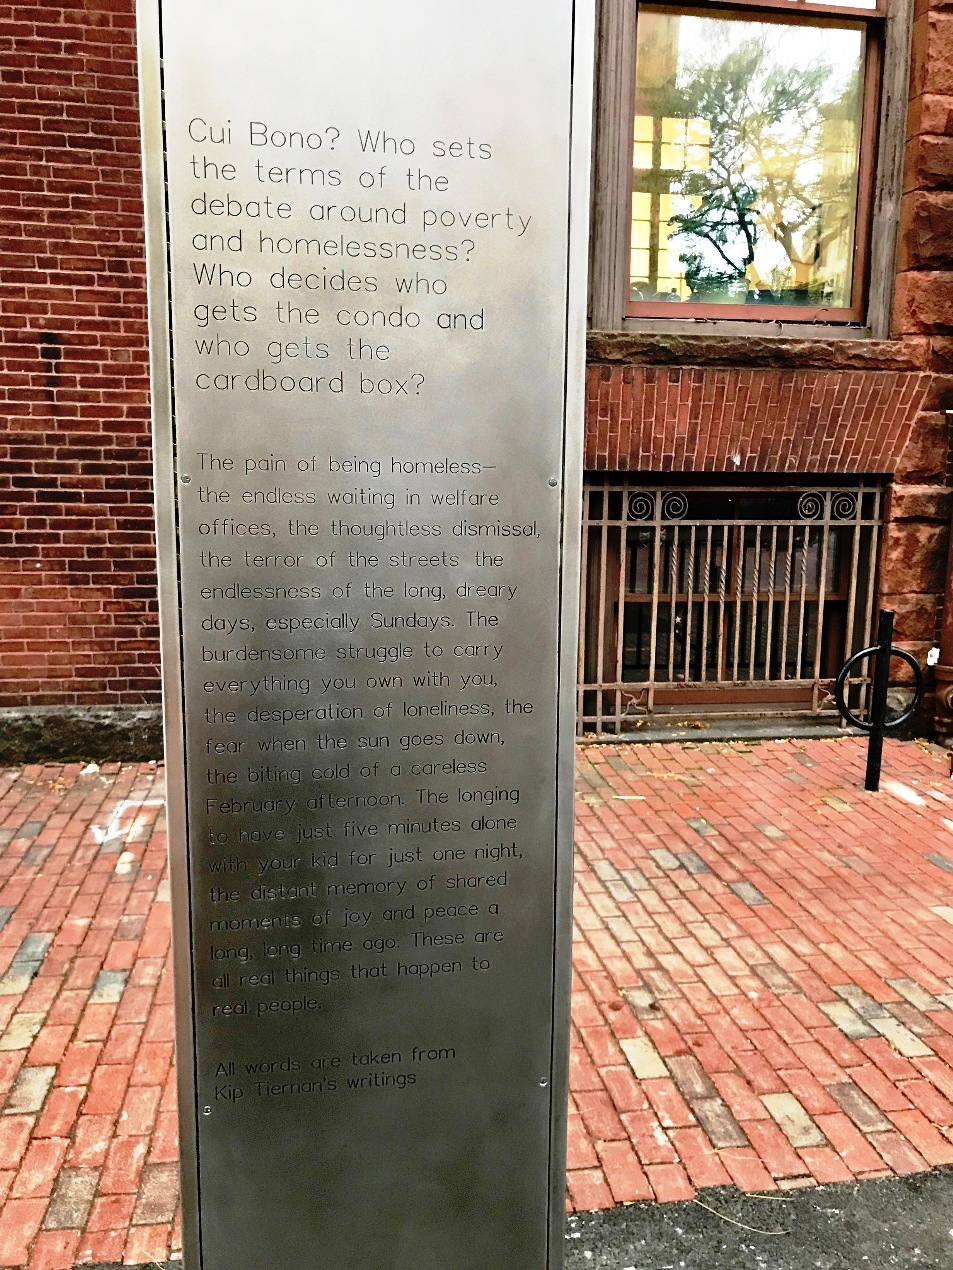 Cui Bono? Who sets
the terms of the
debate around poverty
and homelessness?
Who decides who
gets the condo and
who gets the
cardboard box?
The pain of being homeless—
the endless waiting in welfare
offices, the thoughtless dismissal,
the terror of the streets the
endlessness of the long, dreary
days, especially Sundays. The
burdensome struggle to carry
everything you own with you,
the desperation of loneliness, the
fear when the sun goes down,
the biting cold of a careless
February afternoon. The longing
to have just five minutes alone
with your kid for just one night,
the distant memory of shared
moments of joy and peace a
long, long time ago. These are
all real things that happen to
real people.
All words are taken from
Kip Tiernan's writings